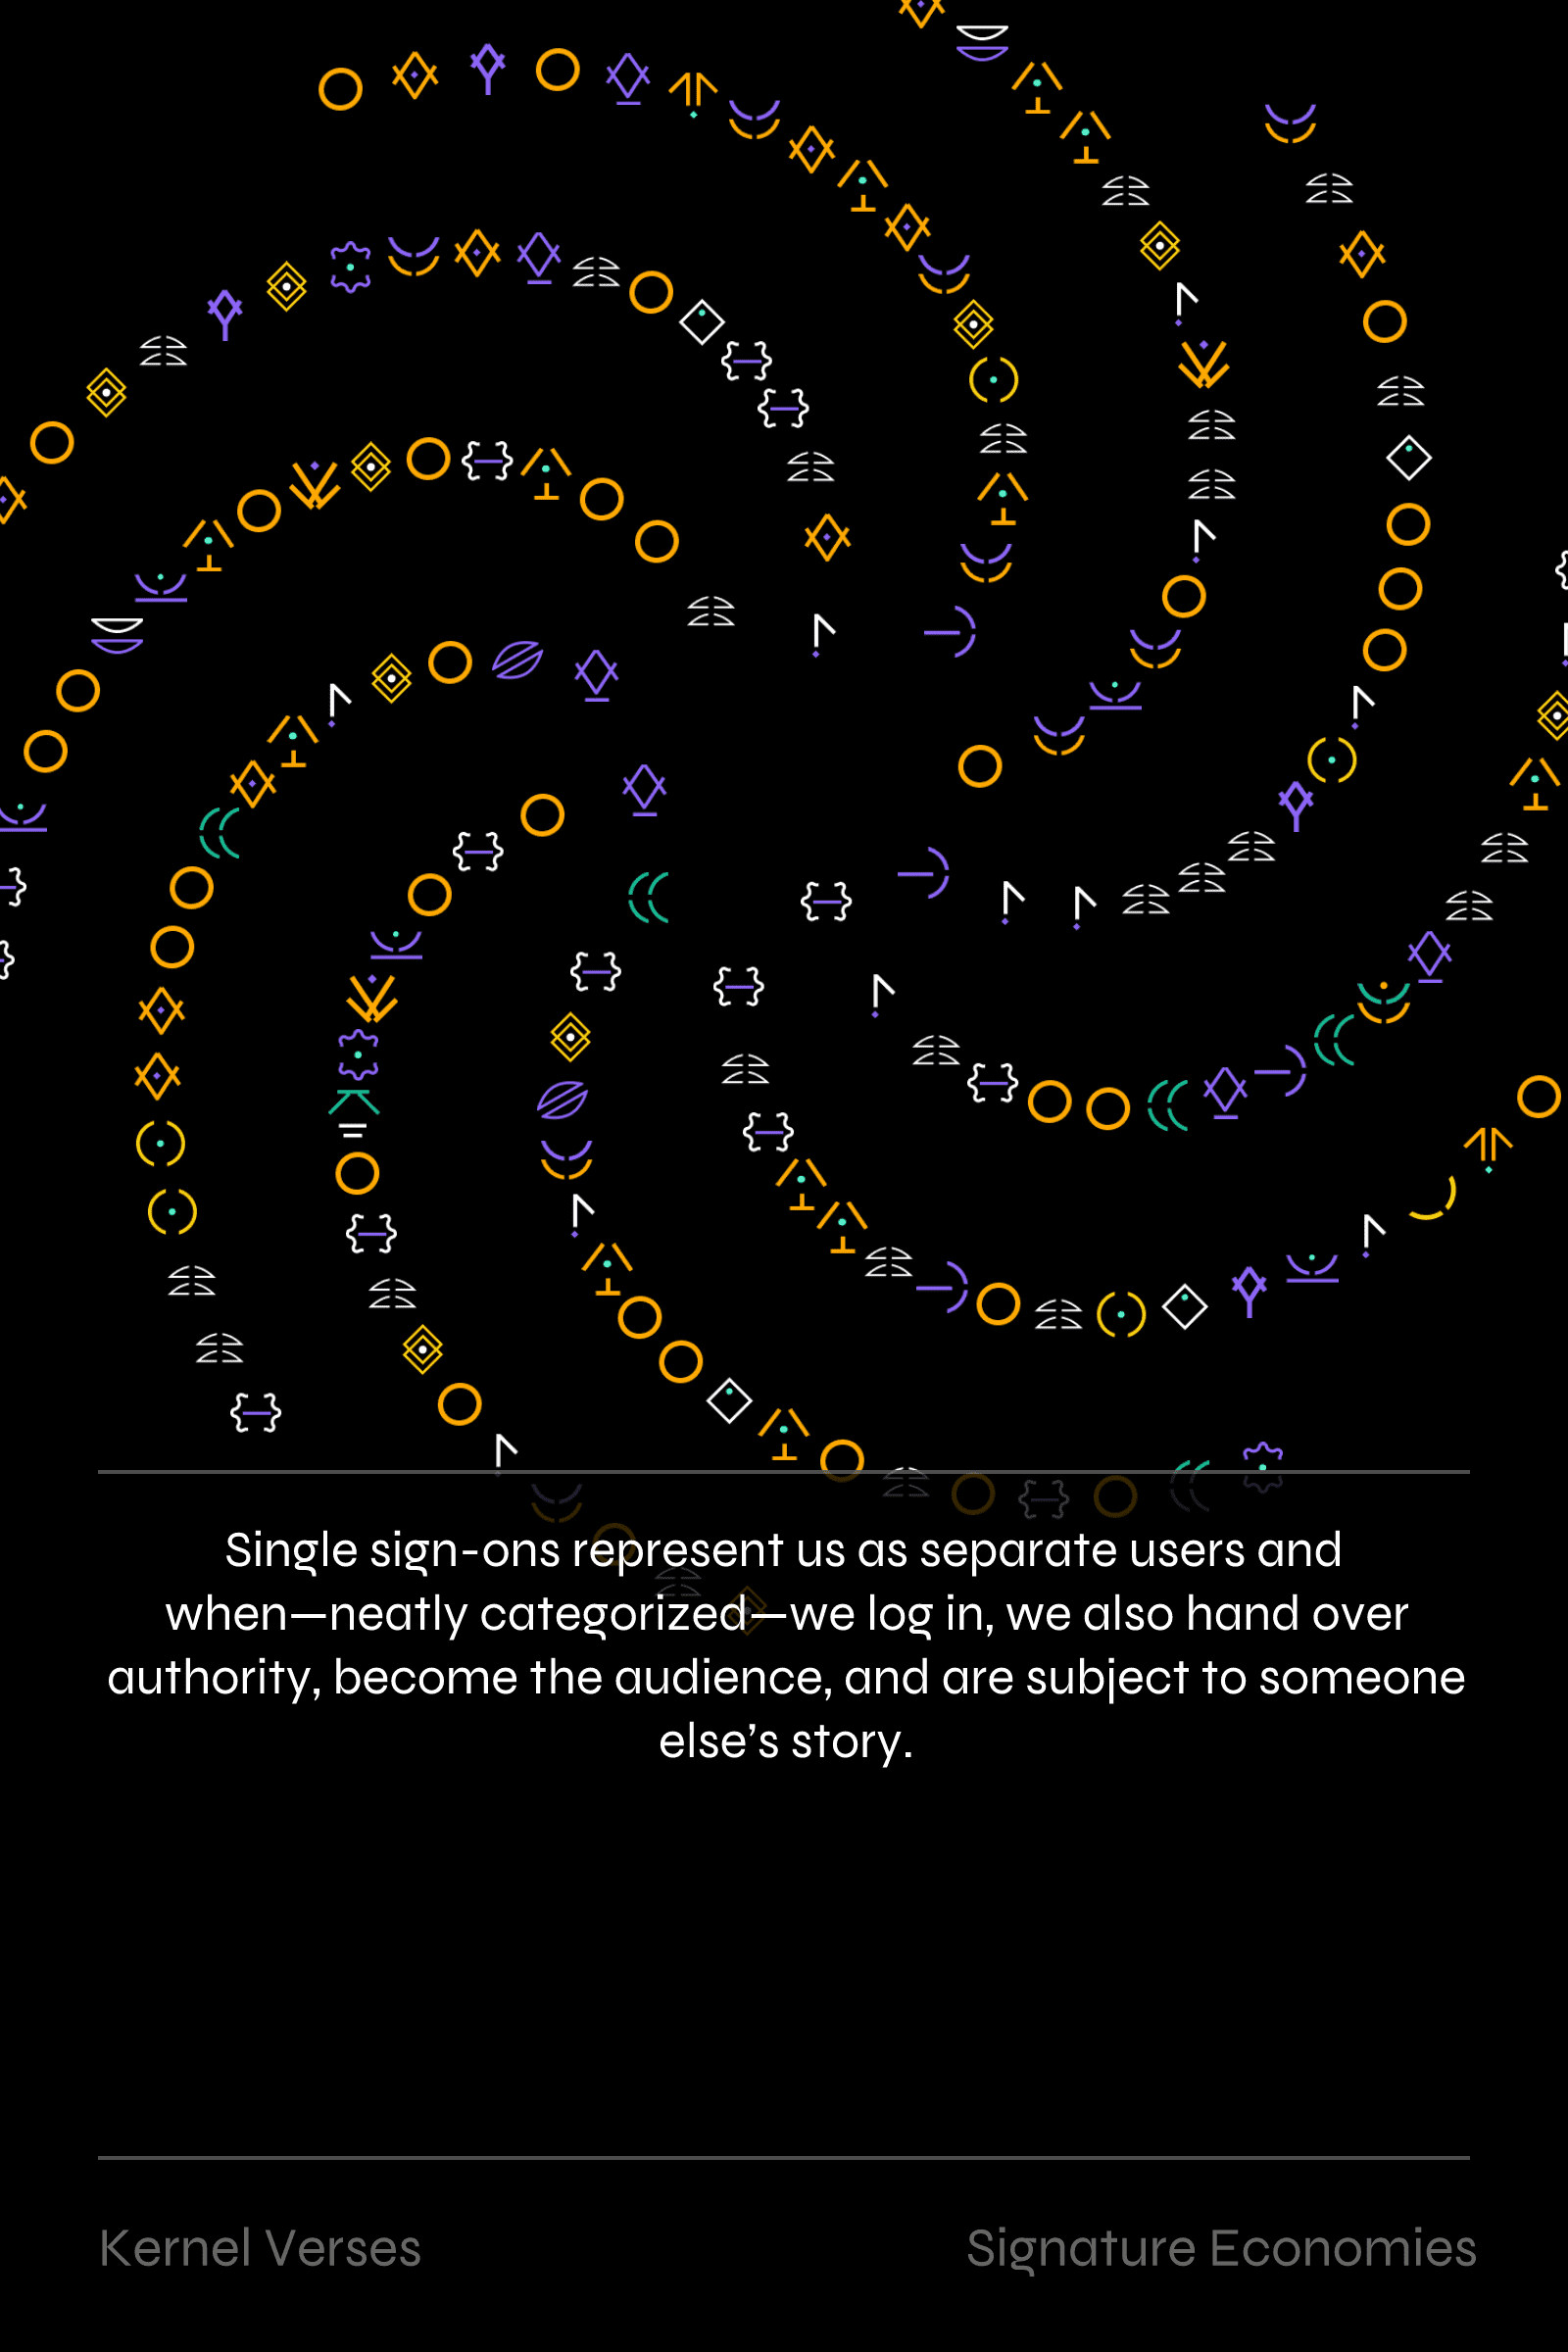 Single sign-ons represent us as separate users and
when—neatly categorized—we log in, we also hand over
authority, become the audience, and are subject to someone
else’s story.
Kernel Verses
Signature Economies